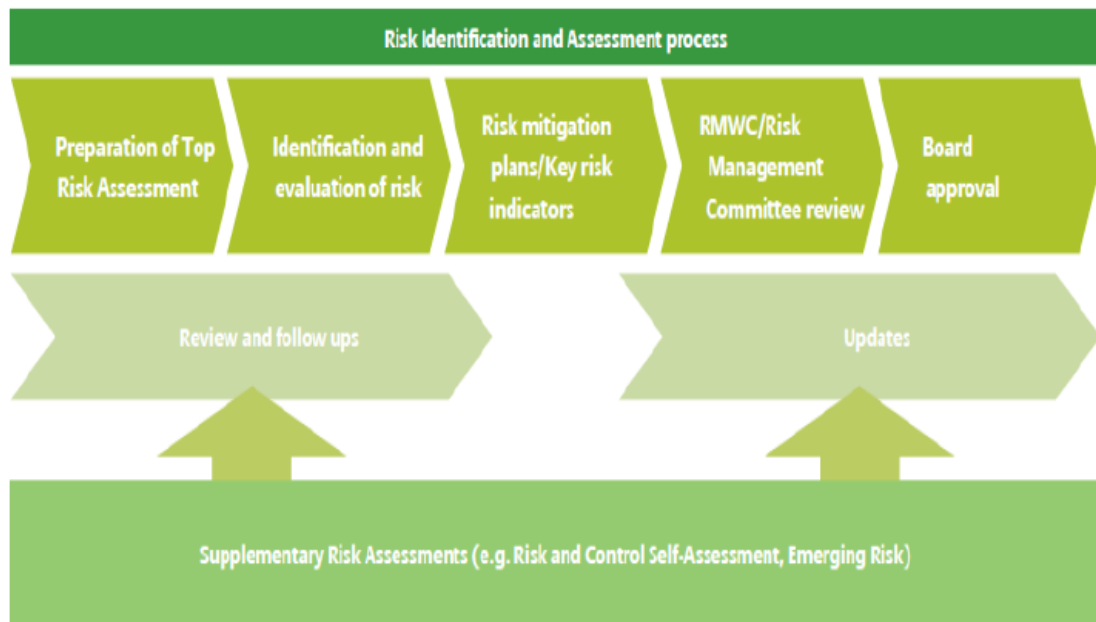 Risk Identification and Assessment process
Preparation of Top
Risk Assessment
Identification and
evaluation of risk
Risk mitigation
plans/Key risk
indicators
RMWC/Risk
Management
Committee review
Board
approval
Review and follow ups
Updates
Supplementary Risk Assessments (e.g. Risk and Control Self-Assessment, Emerging Risk)